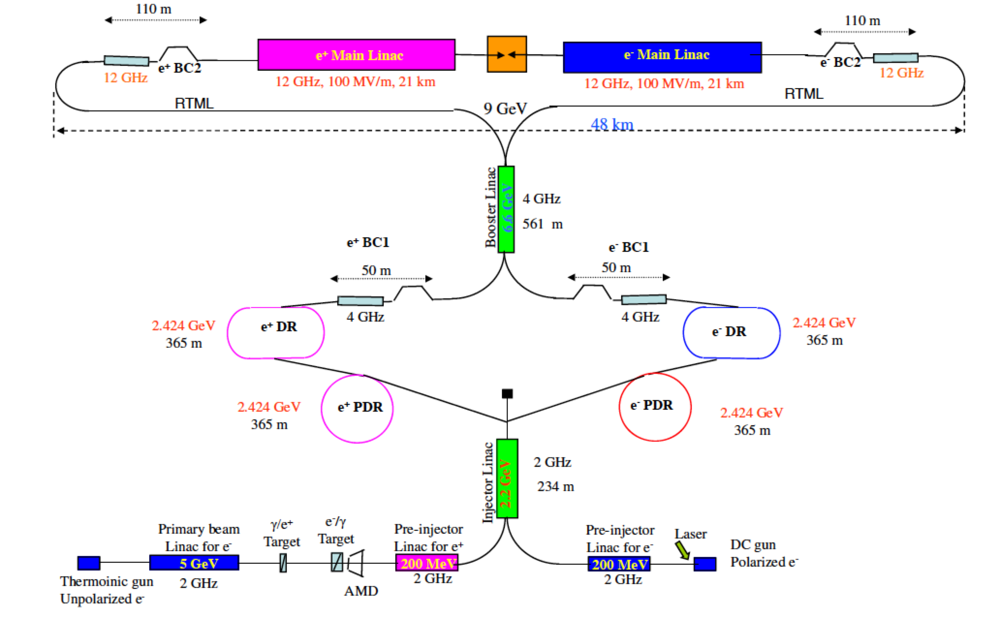 110 m
110 m
e⁺ Main Linac
e⁻ Main Linac
e⁺ BC2
e⁻ BC2
12 GHz
12 GHz, 100 MV/m, 21 km
12 GHz, 100 MV/m, 21 km
12 GHz
RTML
9 GeV
RTML
48 km
Booster Linac
6.6 GeV
4 GHz
561 m
e⁺ BC1
e⁻ BC1
50 m
50 m
4 GHz
4 GHz
2.424 GeV
365 m
e⁺ DR
e⁻ DR
2.424 GeV
365 m
2.424 GeV
365 m
e⁺ PDR
e⁻ PDR
2.424 GeV
365 m
Injector Linac
2.2 GeV
2 GHz
234 m
Primary beam
Linac for e⁻
5 GeV
2 GHz
γ/e⁺
Target
e⁻/γ
Target
Pre-injector
Linac for e⁺
200 MeV
2 GHz
Pre-injector
Linac for e⁻
200 MeV
2 GHz
Laser
DC gun
Polarized e⁻
Thermoinic gun
Unpolarized e⁻
AMD